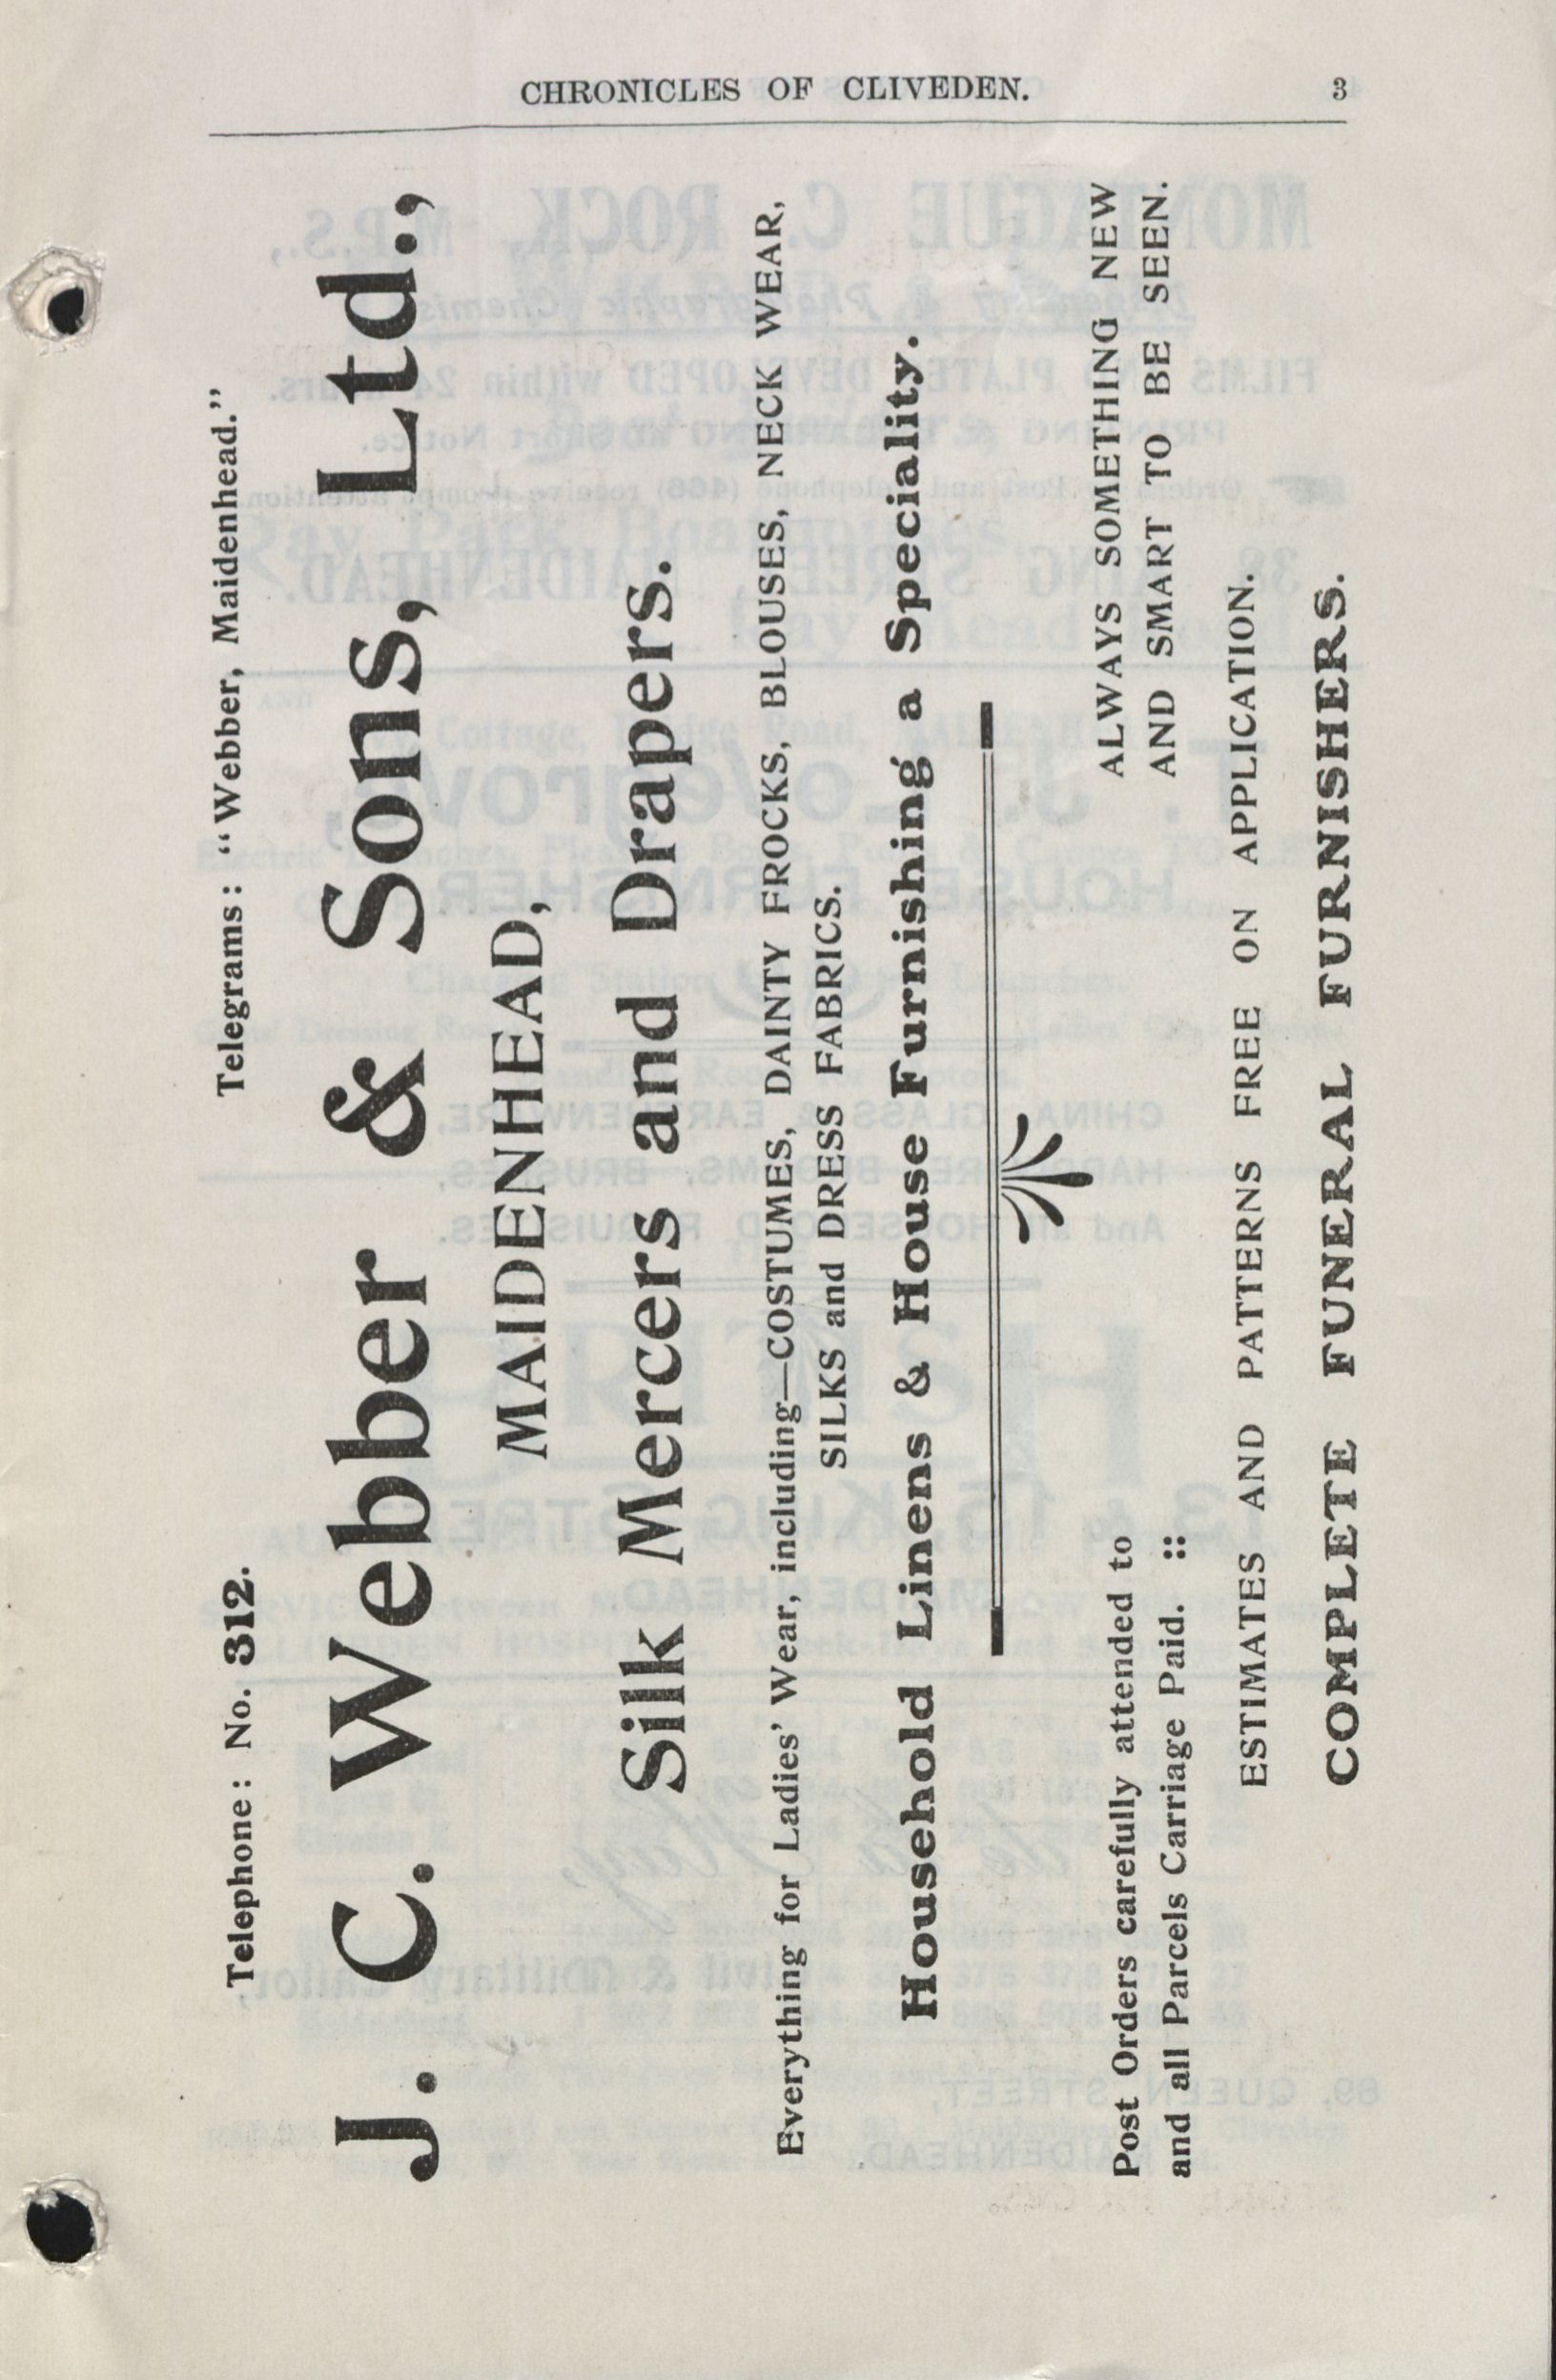 CHRONICLES OF CLIVEDEN. 3
Telephone: No. 312. Telegrams: "Webber, Maidenhead."
J. C. Webber & Sons, Ltd.,
MAIDENHEAD,
Silk Mercers and Drapers.
Everything for Ladies' Wear, including—COSTUMES, DAINTY FROCKS, BLOUSES, NECK WEAR,
SILKS and DRESS FABRICS.
Household Linens & House Furnishing a Speciality.
Post Orders carefully attended to ALWAYS SOMETHING NEW
and all Parcels Carriage Paid. :: AND SMART TO BE SEEN.
ESTIMATES AND PATTERNS FREE ON APPLICATION.
COMPLETE FUNERAL FURNISHERS.